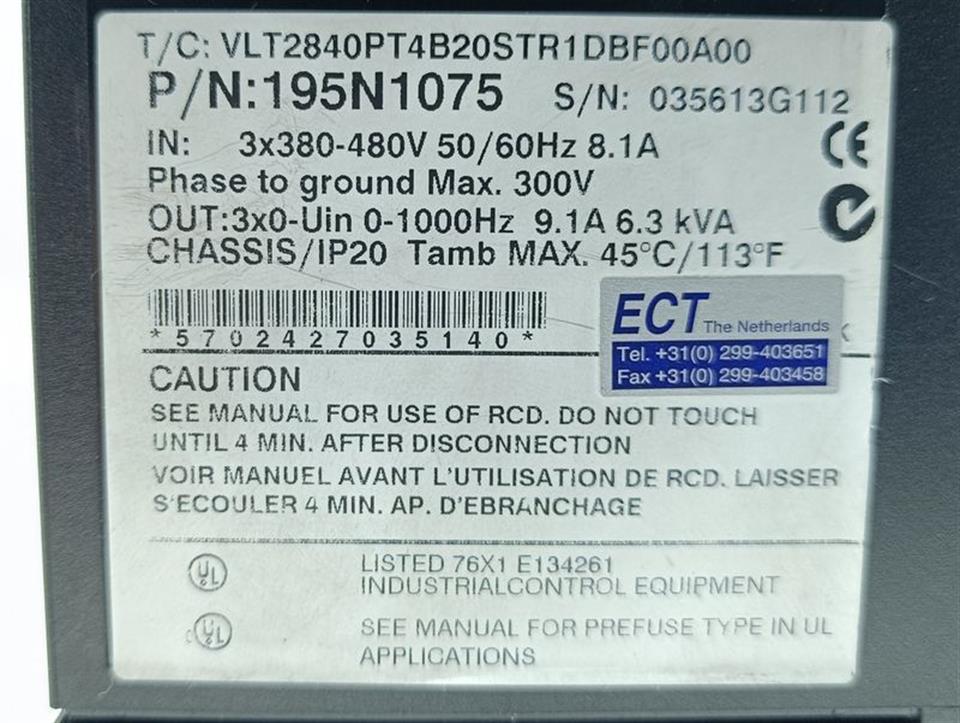 T/C: VLT2840PT4B20STR1DBF00A00
P/N:195N1075 S/N: 035613G112
IN: 3x380-480V 50/60Hz 8.1A
Phase to ground Max. 300V
OUT:3x0-Uin 0-1000Hz 9.1A 6.3 kVA
CHASSIS/IP20 Tamb MAX. 45°C/113°F
CE
*5702427035140*
ECT The Netherlands
Tel. +31(0) 299-403651
Fax +31(0) 299-403458
CAUTION
SEE MANUAL FOR USE OF RCD. DO NOT TOUCH
UNTIL 4 MIN. AFTER DISCONNECTION
VOIR MANUEL AVANT L'UTILISATION DE RCD. LAISSER
S'ECOULER 4 MIN. AP. D'EBRANCHAGE
UL LISTED 76X1 E134261
INDUSTRIALCONTROL EQUIPMENT
c UL SEE MANUAL FOR PREFUSE TYPE IN UL
APPLICATIONS